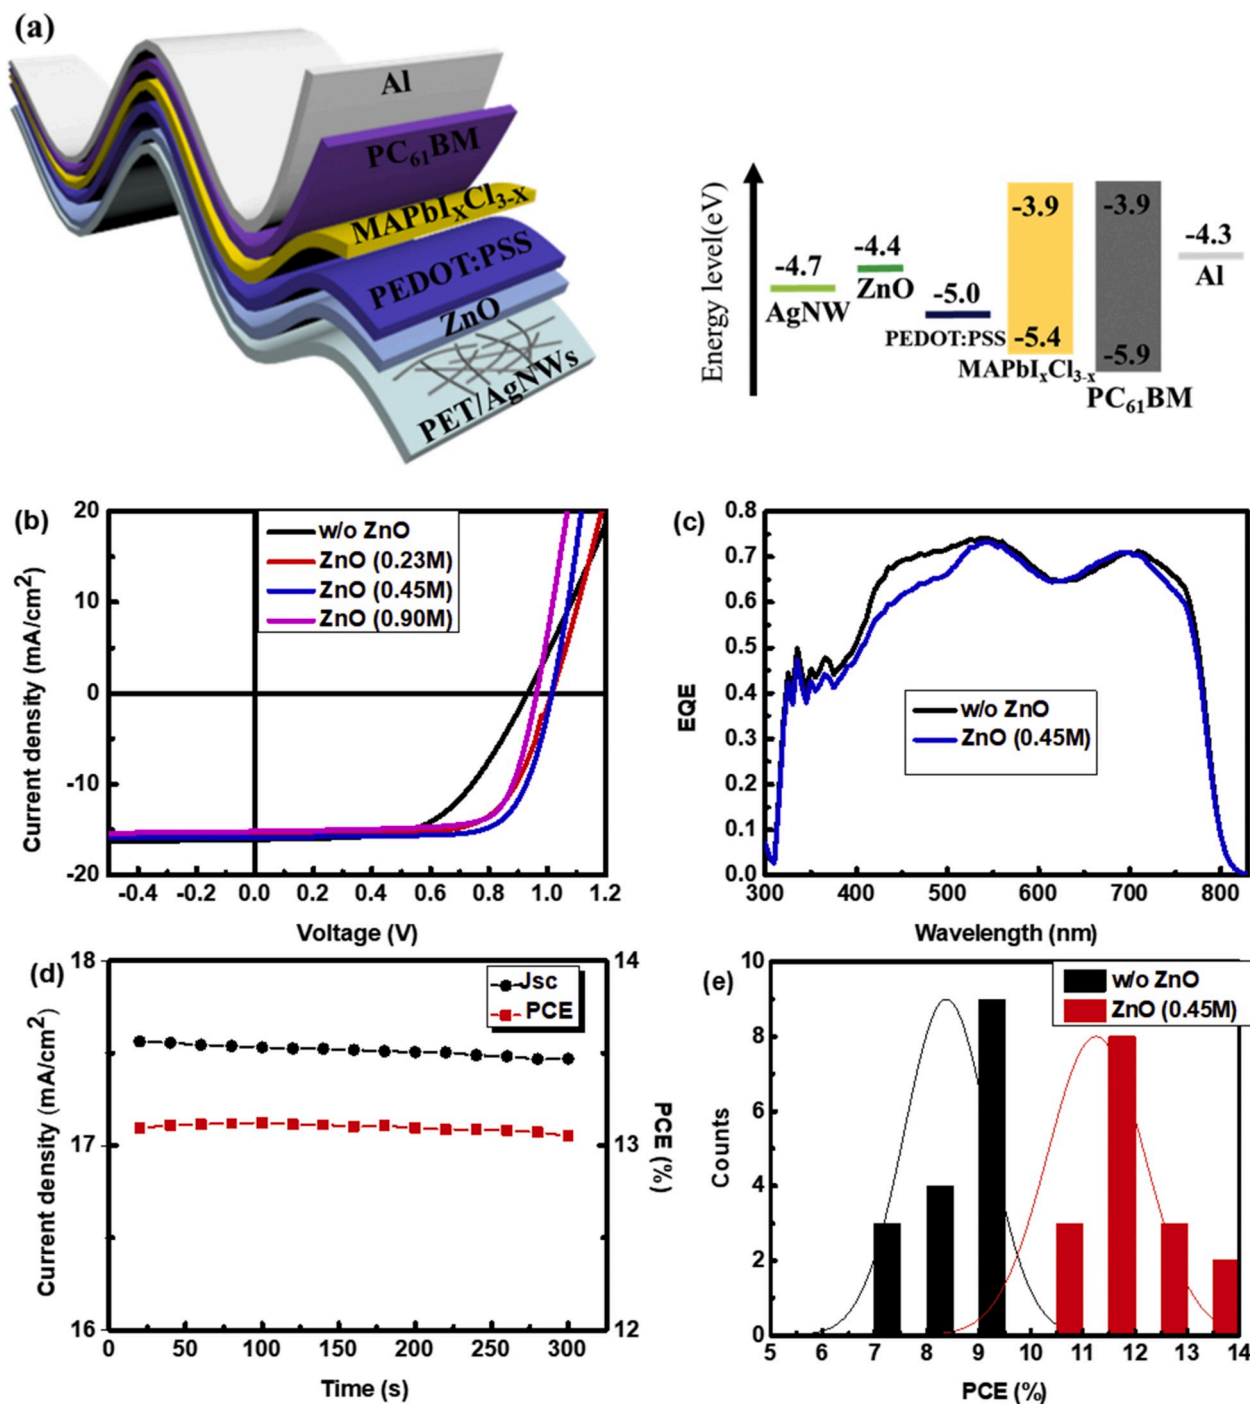 (a)
Al
PC₆₁BM
MAPbIₓCl₃₋ₓ
PEDOT:PSS
ZnO
PET/AgNWs
Energy level(eV)
-4.7
AgNW
-4.4
ZnO
-5.0
PEDOT:PSS
-3.9
-5.4
MAPbIₓCl₃₋ₓ
-3.9
-5.9
PC₆₁BM
-4.3
Al
(b)
Current density (mA/cm²)
20
10
0
-10
-20
w/o ZnO
ZnO (0.23M)
ZnO (0.45M)
ZnO (0.90M)
-0.4 -0.2 0.0 0.2 0.4 0.6 0.8 1.0 1.2
Voltage (V)
(c)
EQE
0.8
0.7
0.6
0.5
0.4
0.3
0.2
0.1
0.0
w/o ZnO
ZnO (0.45M)
300 400 500 600 700 800
Wavelength (nm)
(d)
Current density (mA/cm²)
18
17
16
Jsc
PCE
14
13
12
PCE (%)
0 50 100 150 200 250 300
Time (s)
(e)
Counts
10
8
6
4
2
0
w/o ZnO
ZnO (0.45M)
5 6 7 8 9 10 11 12 13 14
PCE (%)